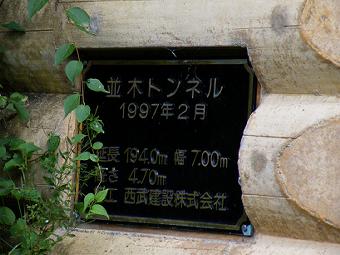 並木トンネル
1997年2月
延長 194.0m 幅 7.00m
高さ 4.70m
工 西武建設株式会社